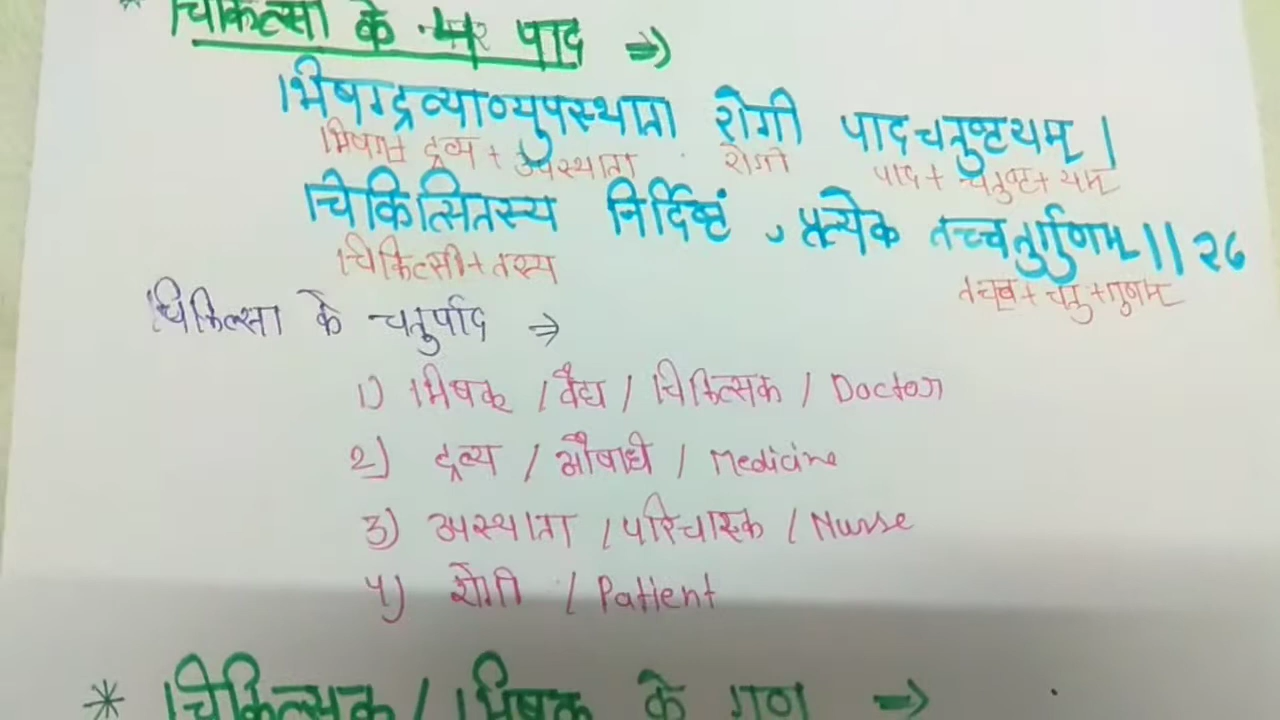 * चिकित्सा के चार पाद ⇒
भिषग्द्रव्याण्युपस्थाता रोगी पादचतुष्टयम् |
भिषग + द्रव्य + उपस्थाता रोगी पाद + चतुष्ट + यम्
चिकित्सितस्य निर्दिष्टं , प्रत्येक तच्चतुर्गुणम् || २६
चिकित्सी + तस्य तच्च + चतु + गुणम्
चिकित्सा के चतुर्पाद ⇒
1) भिषक् / वैद्य / चिकित्सक / Doctor
2) द्रव्य / औषधि / Medicine
3) उपस्थाता / परिचारक / Nurse
4) रोगी / Patient
* चिकित्सक / भिषक के गुण ⇒